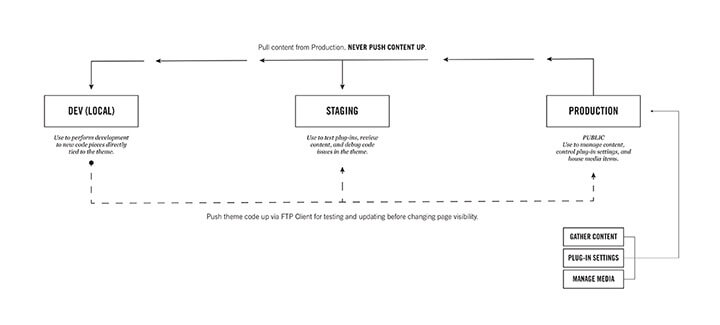 Pull content from Production. NEVER PUSH CONTENT UP.
DEV (LOCAL)
Use to perform development
to new code pieces directly
tied to the theme.
STAGING
Use to test plug-ins, review
content, and debug code
issues in the theme.
PRODUCTION
PUBLIC
Use to manage content,
control plug-in settings, and
house media items.
Push theme code up via FTP Client for testing and updating before changing page visibility.
GATHER CONTENT
PLUG-IN SETTINGS
MANAGE MEDIA